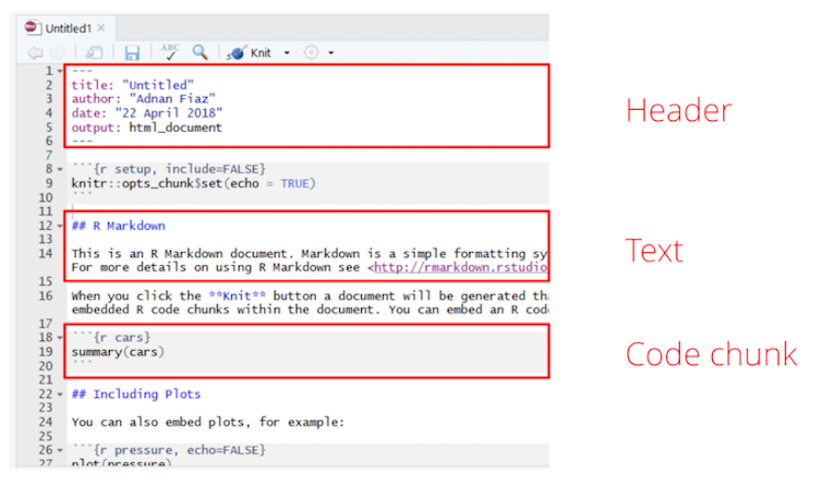 Untitled1
ABC
Knit
1 ---
2 title: "Untitled"
3 author: "Adnan Fiaz"
4 date: "22 April 2018"
5 output: html_document
6 ---
7
8 ```{r setup, include=FALSE}
9 knitr::opts_chunk$set(echo = TRUE)
10 ```
11
12 ## R Markdown
13
14 This is an R Markdown document. Markdown is a simple formatting sy
For more details on using R Markdown see <http://rmarkdown.rstudio
15
16 When you click the **Knit** button a document will be generated tha
embedded R code chunks within the document. You can embed an R cod
17
18 ```{r cars}
19 summary(cars)
20 ```
21
22 ## Including Plots
23
24 You can also embed plots, for example:
25
26 ```{r pressure, echo=FALSE}
27 plot(pressure)
Header
Text
Code chunk